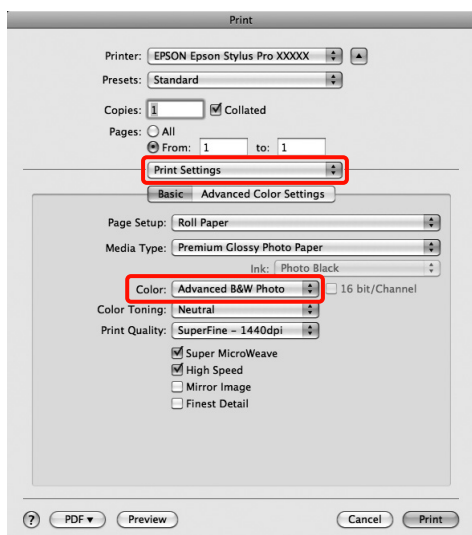 Print
Printer: EPSON Epson Stylus Pro XXXXX
Presets: Standard
Copies: 1 Collated
Pages: All
From: 1 to: 1
Print Settings
Basic Advanced Color Settings
Page Setup: Roll Paper
Media Type: Premium Glossy Photo Paper
Ink: Photo Black
Color: Advanced B&W Photo 16 bit/Channel
Color Toning: Neutral
Print Quality: SuperFine – 1440dpi
Super MicroWeave
High Speed
Mirror Image
Finest Detail
? PDF Preview Cancel Print